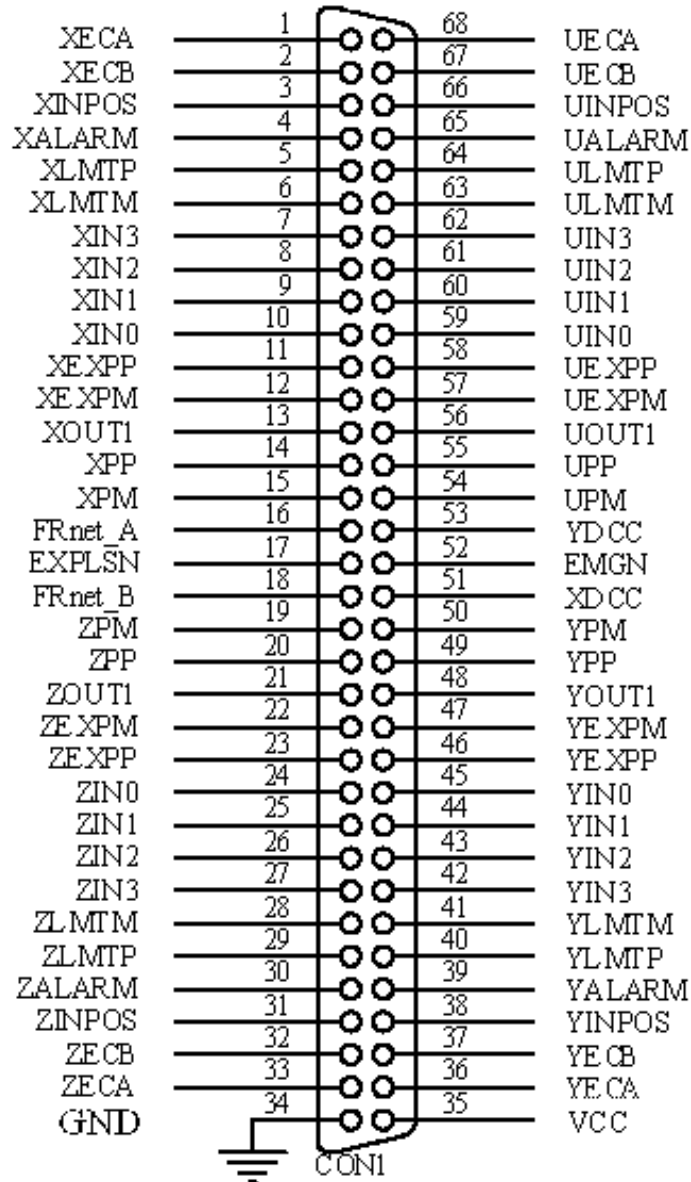 XECA 1 68 UECA
XECB 2 67 UECB
XINPOS 3 66 UINPOS
XALARM 4 65 UALARM
XLMTP 5 64 ULMTP
XLMTM 6 63 ULMTM
XIN3 7 62 UIN3
XIN2 8 61 UIN2
XIN1 9 60 UIN1
XIN0 10 59 UIN0
XEXPP 11 58 UEXPP
XEXPM 12 57 UEXPM
XOUT1 13 56 UOUT1
XPP 14 55 UPP
XPM 15 54 UPM
FRnet_A 16 53 YDCC
EXPLSN 17 52 EMGN
FRnet_B 18 51 XDCC
ZPM 19 50 YPM
ZPP 20 49 YPP
ZOUT1 21 48 YOUT1
ZEXPM 22 47 YEXPM
ZEXPP 23 46 YEXPP
ZIN0 24 45 YIN0
ZIN1 25 44 YIN1
ZIN2 26 43 YIN2
ZIN3 27 42 YIN3
ZLMTM 28 41 YLMTM
ZLMTP 29 40 YLMTP
ZALARM 30 39 YALARM
ZINPOS 31 38 YINPOS
ZECB 32 37 YECB
ZECA 33 36 YECA
GND 34 35 VCC
CON1